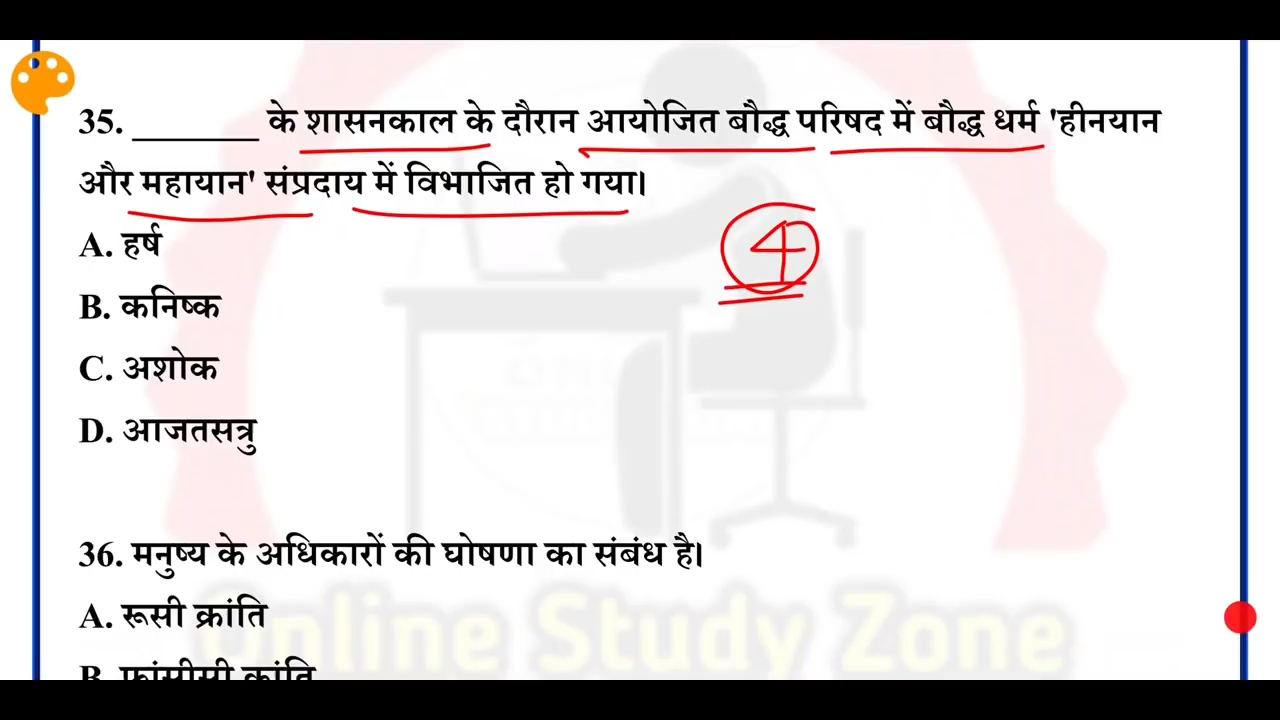 35. _______ के शासनकाल के दौरान आयोजित बौद्ध परिषद में बौद्ध धर्म 'हीनयान
और महायान' संप्रदाय में विभाजित हो गया।
4
A. हर्ष
B. कनिष्क
C. अशोक
D. आजतसत्रु
36. मनुष्य के अधिकारों की घोषणा का संबंध है।
A. रूसी क्रांति
Online Study Zone
B. फ्रांसीसी क्रांति